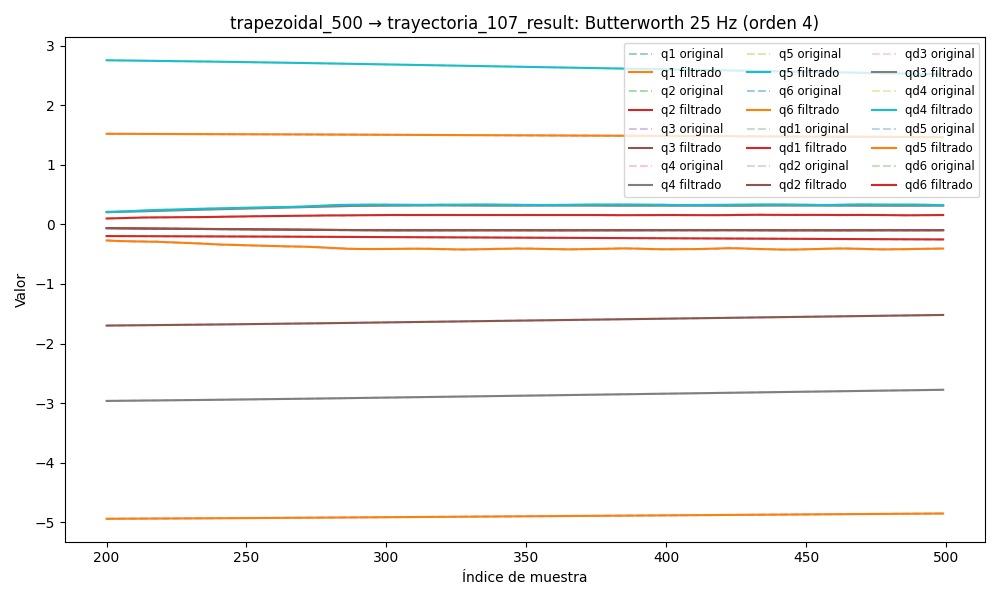 trapezoidal_500 → trayectoria_107_result: Butterworth 25 Hz (orden 4)
q1 original
q1 filtrado
q2 original
q2 filtrado
q3 original
q3 filtrado
q4 original
q4 filtrado
q5 original
q5 filtrado
q6 original
q6 filtrado
qd1 original
qd1 filtrado
qd2 original
qd2 filtrado
qd3 original
qd3 filtrado
qd4 original
qd4 filtrado
qd5 original
qd5 filtrado
qd6 original
qd6 filtrado
Valor
3
2
1
0
−1
−2
−3
−4
−5
200
250
300
350
400
450
500
Índice de muestra